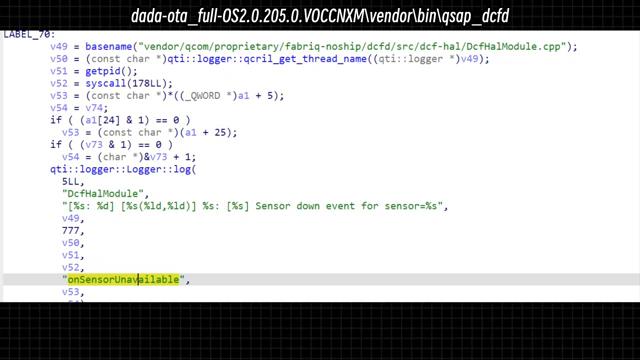 dada-ota_full-OS2.0.205.0.VOCCNXM\vendor\bin\qsap_dcfd
LABEL_70:
v49 = basename("vendor/qcom/proprietary/fabriq-noship/dcfd/src/dcf-hal/DcfHalModule.cpp");
v50 = (const char *)qti::logger::qcril_get_thread_name((qti::logger *)v49);
v51 = getpid();
v52 = syscall(178LL);
v53 = (const char *)*((_QWORD *)a1 + 5);
v54 = v74;
if ( (a1[24] & 1) == 0 )
v53 = (const char *)(a1 + 25);
if ( (v73 & 1) == 0 )
v54 = (char *)&v73 + 1;
qti::logger::Logger::log(
5LL,
"DcfHalModule",
"[%s: %d] [%s(%ld,%ld)] %s: [%s] Sensor down event for sensor=%s",
v49,
777,
v50,
v51,
v52,
"onSensorUnavailable",
v53,